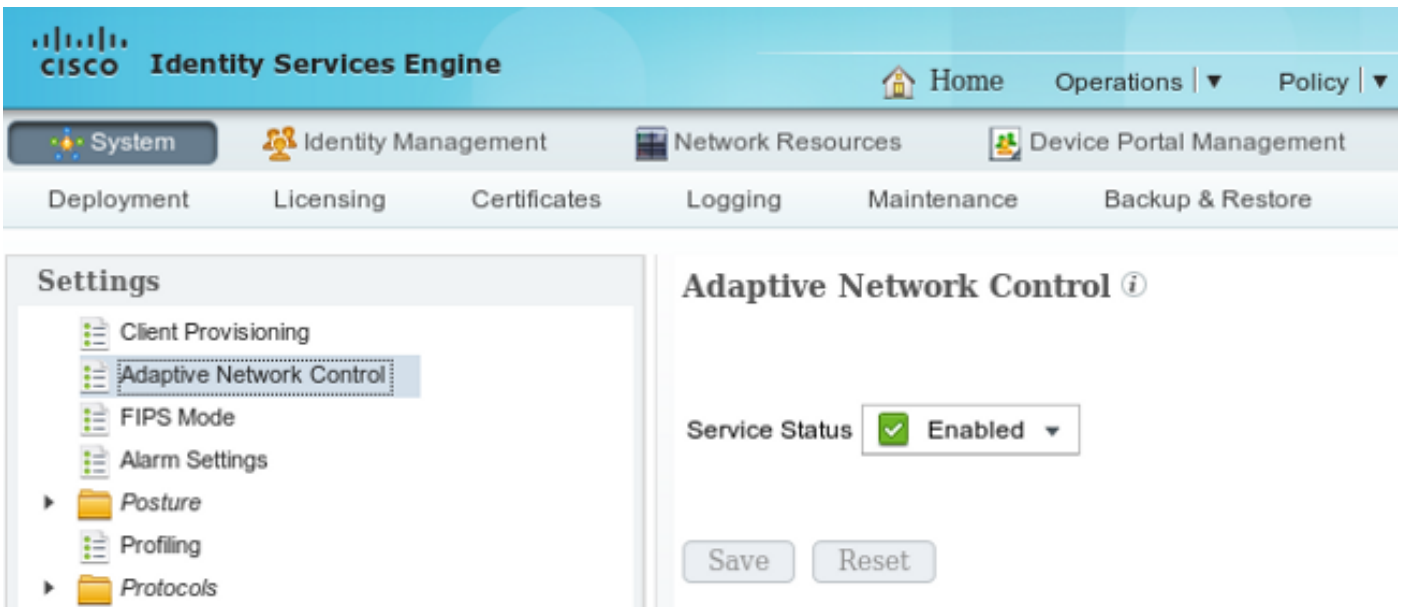 CISCO Identity Services Engine
Home Operations Policy
System Identity Management Network Resources Device Portal Management
Deployment Licensing Certificates Logging Maintenance Backup & Restore
Settings
Adaptive Network Control
Client Provisioning
Adaptive Network Control
FIPS Mode
Service Status Enabled
Alarm Settings
Posture
Profiling
Save Reset
Protocols